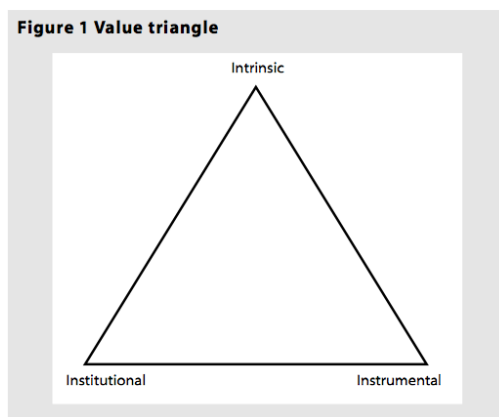 Figure 1 Value triangle
Intrinsic
Institutional
Instrumental